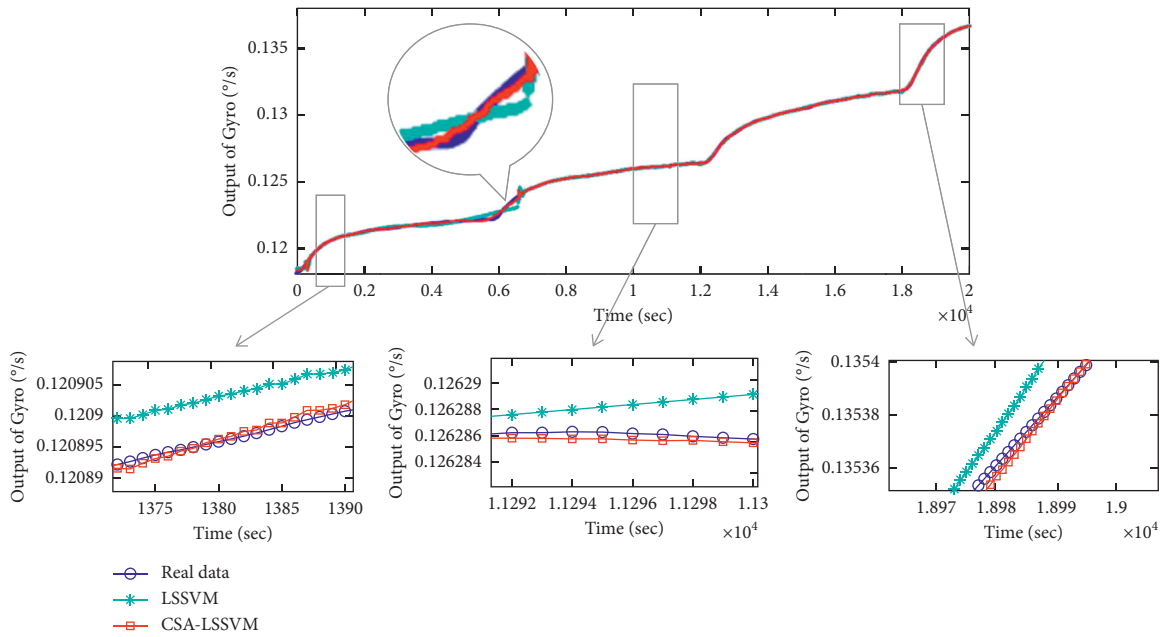 Output of Gyro (°/s)
0.135
0.13
0.125
0.12
0 0.2 0.4 0.6 0.8 1 1.2 1.4 1.6 1.8 2
Time (sec)
×10⁴
Output of Gyro (°/s)
0.120905
0.1209
0.120895
0.12089
1375 1380 1385 1390
Time (sec)
Output of Gyro (°/s)
0.12629
0.126288
0.126286
0.126284
1.1292 1.1294 1.1296 1.1298 1.13
Time (sec)
×10⁴
Output of Gyro (°/s)
0.1354
0.13538
0.13536
1.897 1.898 1.899 1.9
Time (sec)
×10⁴
Real data
LSSVM
CSA-LSSVM